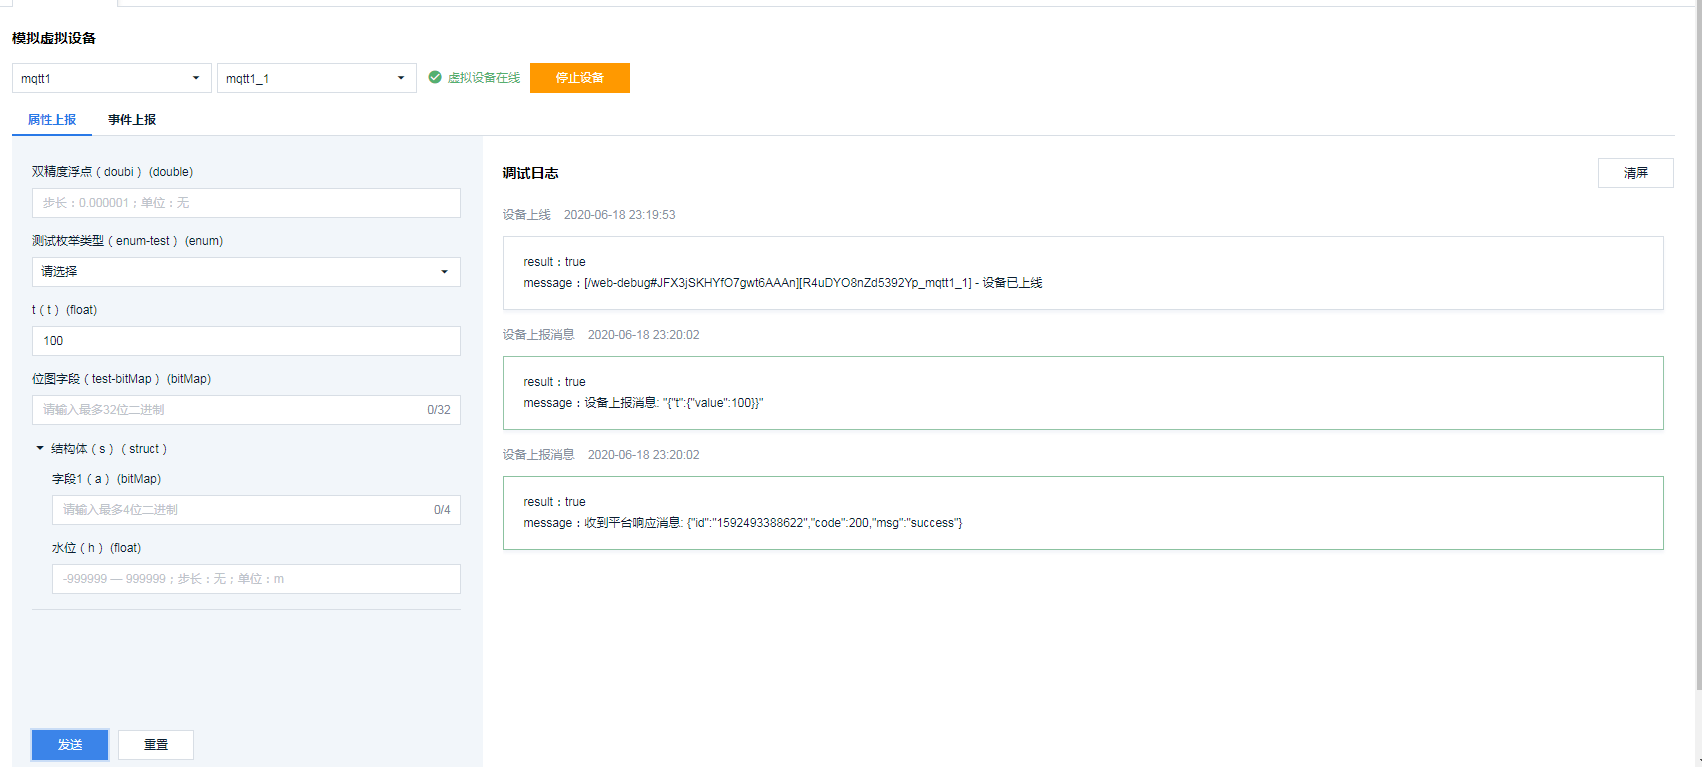 模拟虚拟设备
mqtt1 mqtt1_1 虚拟设备在线 停止设备
属性上报 事件上报
双精度浮点（doubi）(double)
步长：0.000001；单位：无
测试枚举类型（enum-test）(enum)
请选择
t（t）(float)
100
位图字段（test-bitMap）(bitMap)
请输入最多32位二进制 0/32
结构体（s）（struct）
字段1（a）(bitMap)
请输入最多4位二进制 0/4
水位（h）(float)
-999999 — 999999；步长：无；单位：m
发送 重置
调试日志 清屏
设备上线 2020-06-18 23:19:53
result：true
message：[/web-debug#JFX3jSKHYfO7gwt6AAAn][R4uDYO8nZd5392Yp_mqtt1_1] - 设备已上线
设备上报消息 2020-06-18 23:20:02
result：true
message：设备上报消息: "{"t":{"value":100}}"
设备上报消息 2020-06-18 23:20:02
result：true
message：收到平台响应消息: {"id":"1592493388622","code":200,"msg":"success"}